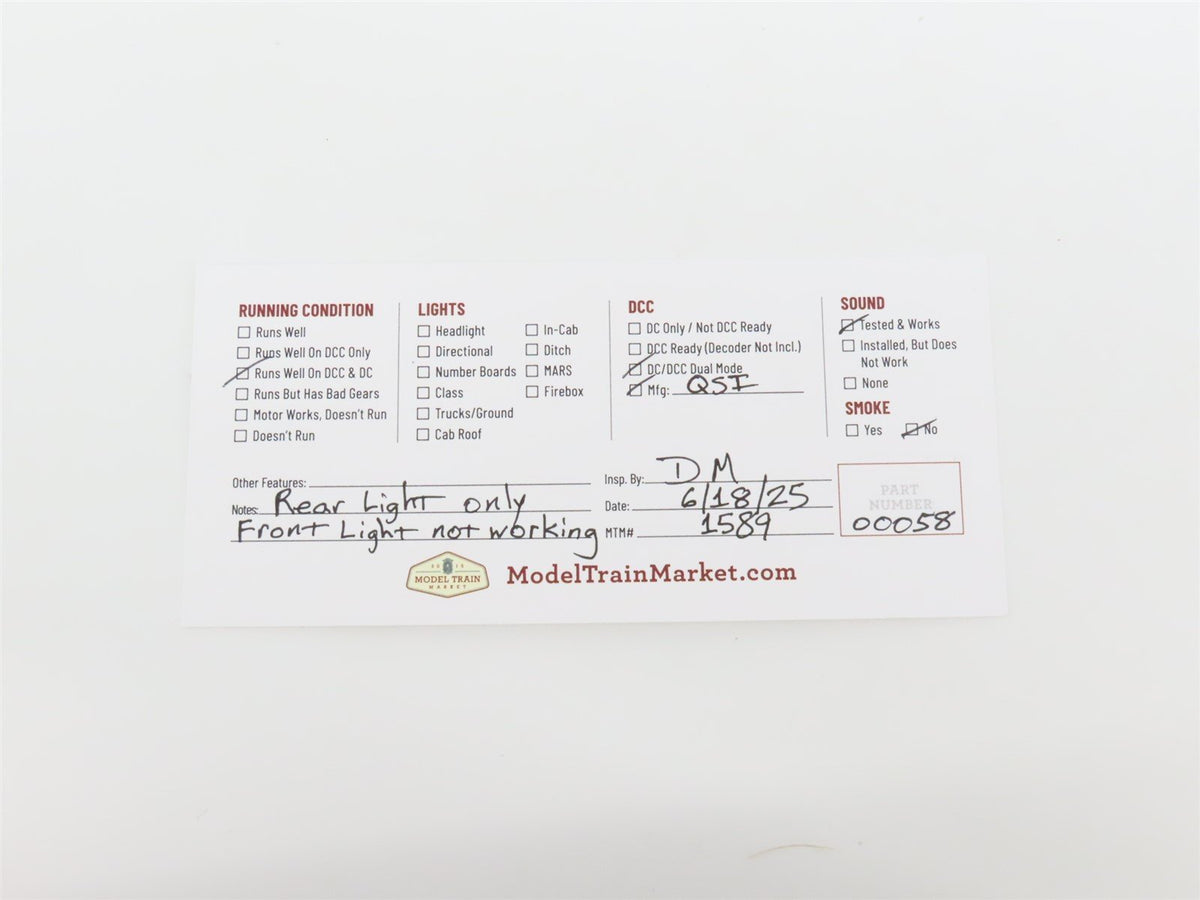 RUNNING CONDITION
Runs Well
Runs Well On DCC Only
Runs Well On DCC & DC
Runs But Has Bad Gears
Motor Works, Doesn't Run
Doesn't Run
LIGHTS
Headlight
Directional
Number Boards
Class
Trucks/Ground
Cab Roof
In-Cab
Ditch
MARS
Firebox
DCC
DC Only / Not DCC Ready
DCC Ready (Decoder Not Incl.)
DC/DCC Dual Mode
Mfg: QSI
SOUND
Tested & Works
Installed, But Does
Not Work
None
SMOKE
Yes No
Other Features:
Notes: Rear Light only
Front Light not working
Insp. By: DM
Date: 6/18/25
MTM# 1589
PART
NUMBER
00058
MODEL TRAIN
MARKET
ModelTrainMarket.com